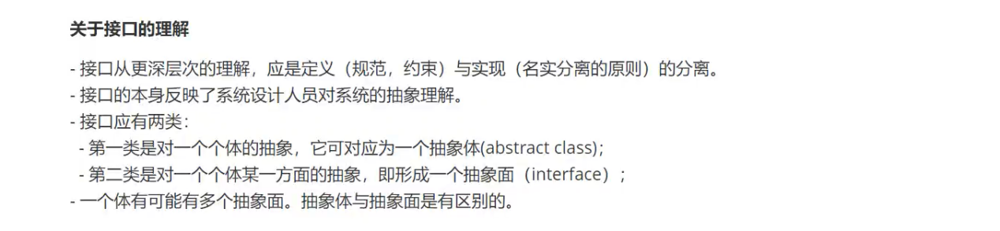 关于接口的理解
- 接口从更深层次的理解，应是定义（规范，约束）与实现（名实分离的原则）的分离。
- 接口的本身反映了系统设计人员对系统的抽象理解。
- 接口应有两类：
- 第一类是对一个个体的抽象，它可对应为一个抽象体(abstract class)；
- 第二类是对一个个体某一方面的抽象，即形成一个抽象面（interface）；
- 一个体有可能有多个抽象面。抽象体与抽象面是有区别的。